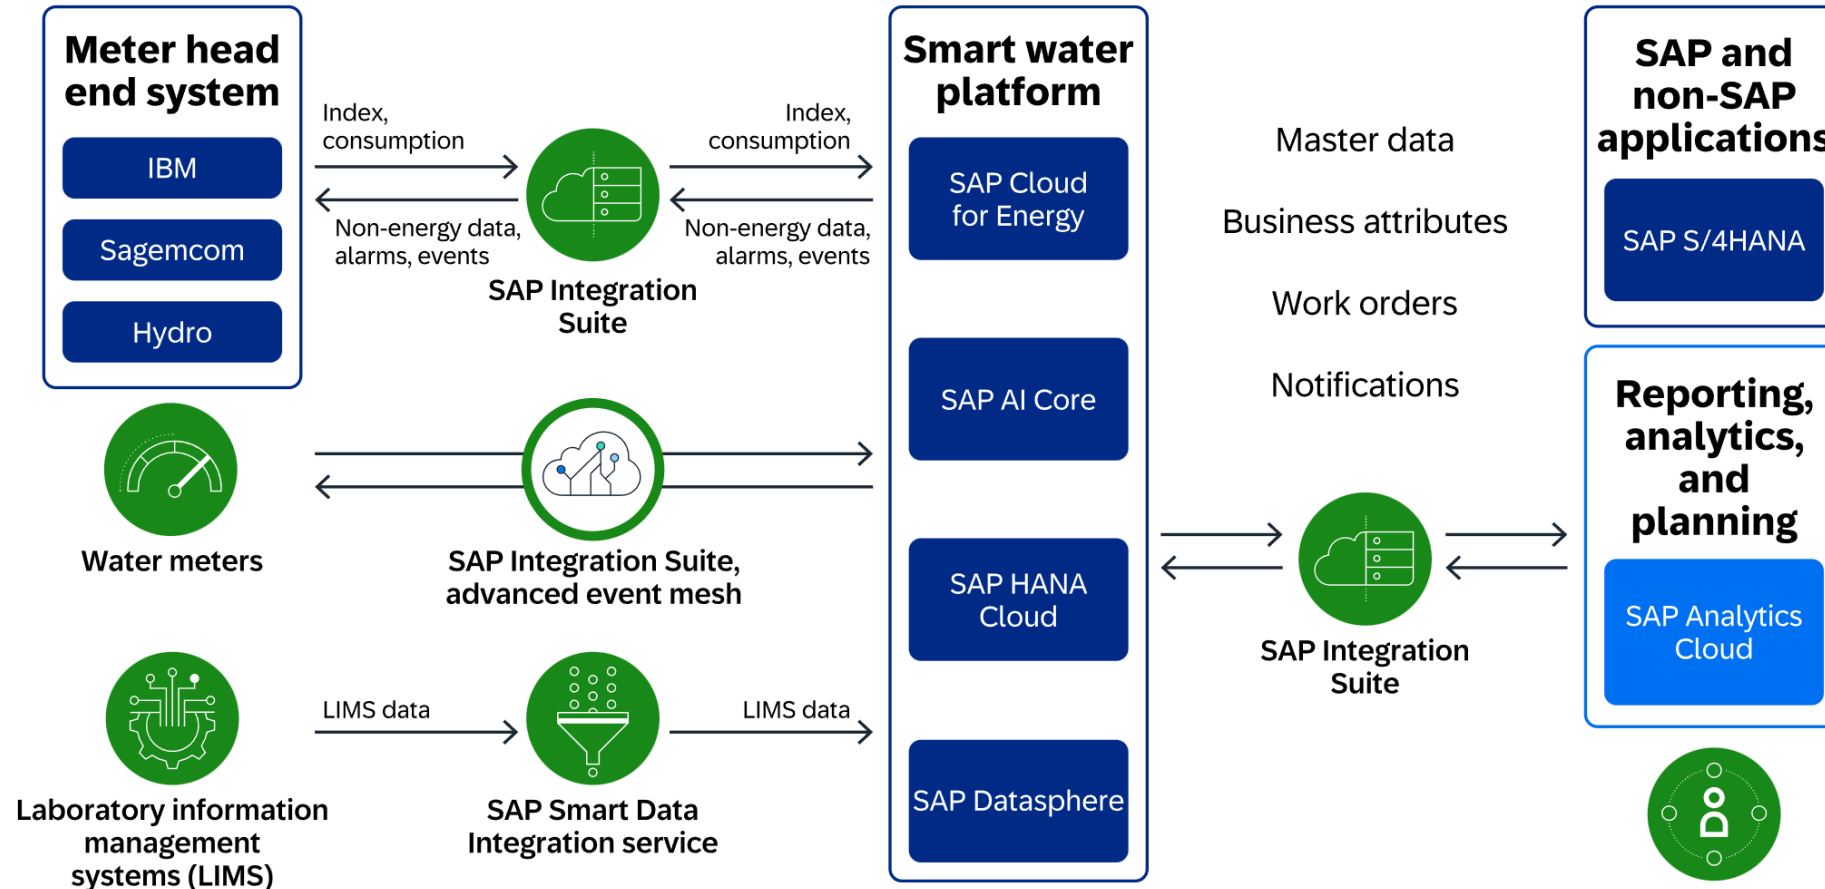 Meter head
end system
IBM
Sagemcom
Hydro
Index,
consumption
Non-energy data,
alarms, events
SAP Integration
Suite
Index,
consumption
Non-energy data,
alarms, events
Water meters
SAP Integration Suite,
advanced event mesh
Laboratory information
management
systems (LIMS)
LIMS data
SAP Smart Data
Integration service
LIMS data
Smart water
platform
SAP Cloud
for Energy
SAP AI Core
SAP HANA
Cloud
SAP Datasphere
Master data
Business attributes
Work orders
Notifications
SAP Integration
Suite
SAP and
non-SAP
applications
SAP S/4HANA
Reporting,
analytics,
and
planning
SAP Analytics
Cloud